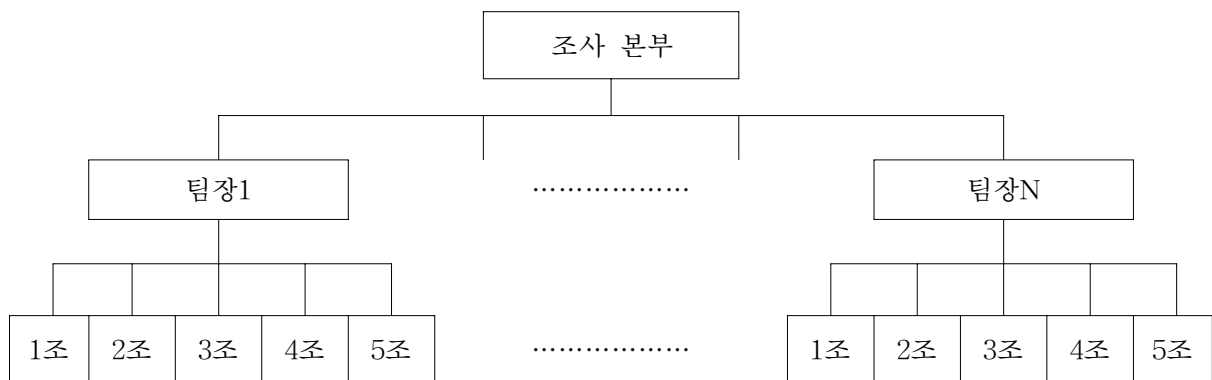 조사 본부
팀장1 ……………… 팀장N
1조 2조 3조 4조 5조 ……………… 1조 2조 3조 4조 5조